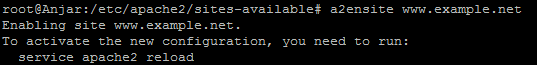 root@Anjar:/etc/apache2/sites-available# a2ensite www.example.net
Enabling site www.example.net.
To activate the new configuration, you need to run:
  service apache2 reload